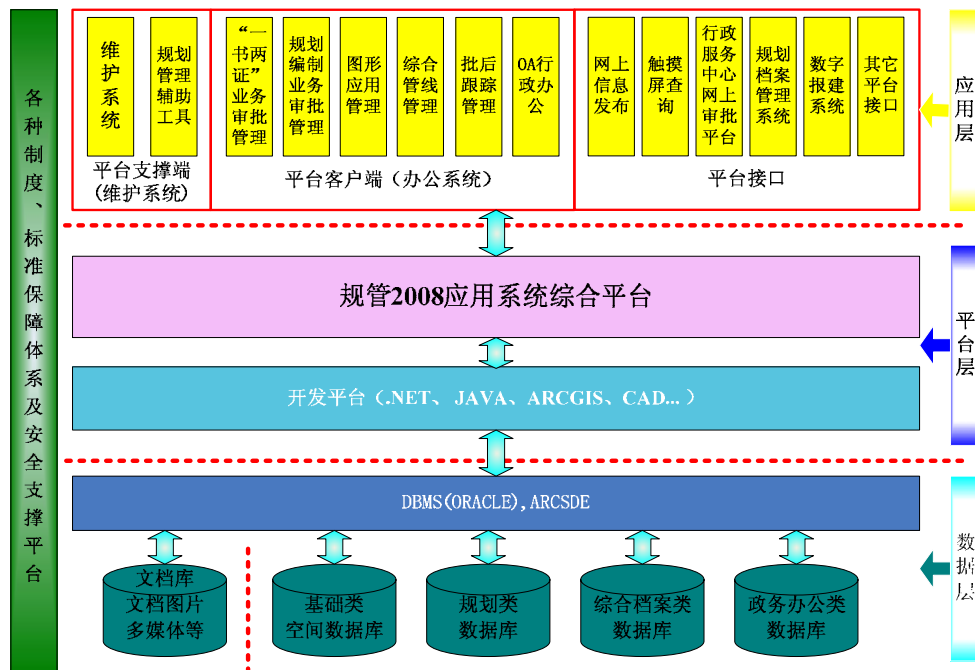 各种制度、标准保障体系及安全支撑平台
维护系统
规划管理辅助工具
平台支撑端
(维护系统)
“一书两证”业务审批管理
规划编制业务审批管理
图形应用管理
综合管线管理
批后跟踪管理
OA行政办公
平台客户端（办公系统）
网上信息发布
触摸屏查询
行政服务中心网上审批平台
规划档案管理系统
数字报建系统
其它平台接口
平台接口
应用层
规管2008应用系统综合平台
开发平台（.NET、 JAVA、ARCGIS、CAD... ）
平台层
DBMS(ORACLE),ARCSDE
文档库
文档图片
多媒体等
基础类
空间数据库
规划类
数据库
综合档案类
数据库
政务办公类
数据库
数据层